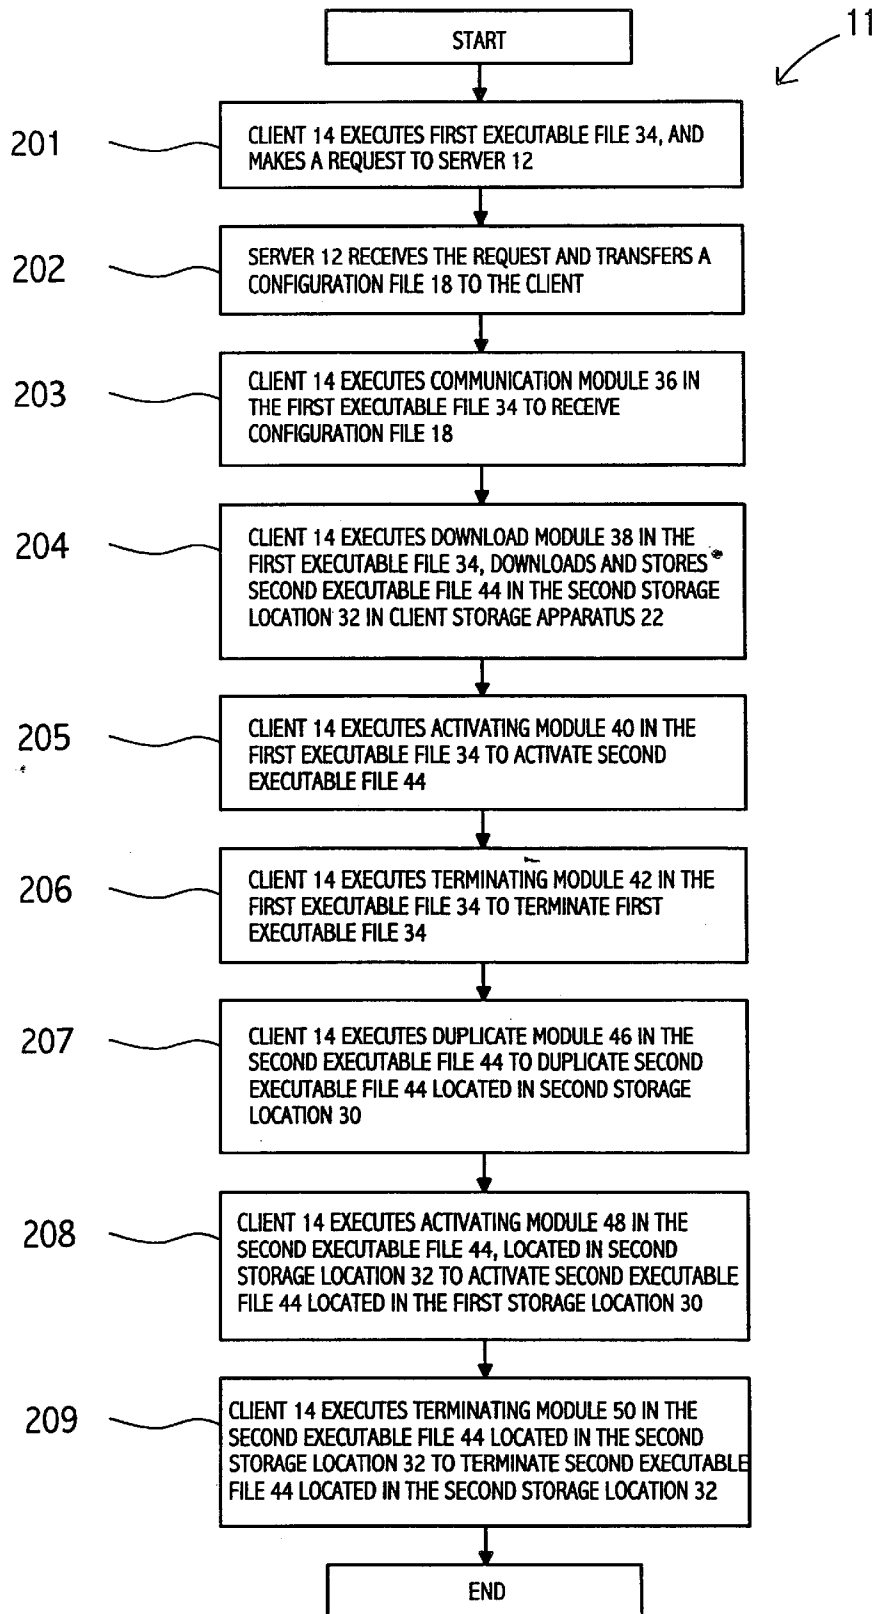 START
11
201
CLIENT 14 EXECUTES FIRST EXECUTABLE FILE 34, AND
MAKES A REQUEST TO SERVER 12
202
SERVER 12 RECEIVES THE REQUEST AND TRANSFERS A
CONFIGURATION FILE 18 TO THE CLIENT
203
CLIENT 14 EXECUTES COMMUNICATION MODULE 36 IN
THE FIRST EXECUTABLE FILE 34 TO RECEIVE
CONFIGURATION FILE 18
204
CLIENT 14 EXECUTES DOWNLOAD MODULE 38 IN THE
FIRST EXECUTABLE FILE 34, DOWNLOADS AND STORES
SECOND EXECUTABLE FILE 44 IN THE SECOND STORAGE
LOCATION 32 IN CLIENT STORAGE APPARATUS 22
205
CLIENT 14 EXECUTES ACTIVATING MODULE 40 IN THE
FIRST EXECUTABLE FILE 34 TO ACTIVATE SECOND
EXECUTABLE FILE 44
206
CLIENT 14 EXECUTES TERMINATING MODULE 42 IN THE
FIRST EXECUTABLE FILE 34 TO TERMINATE FIRST
EXECUTABLE FILE 34
207
CLIENT 14 EXECUTES DUPLICATE MODULE 46 IN THE
SECOND EXECUTABLE FILE 44 TO DUPLICATE SECOND
EXECUTABLE FILE 44 LOCATED IN SECOND STORAGE
LOCATION 30
208
CLIENT 14 EXECUTES ACTIVATING MODULE 48 IN THE
SECOND EXECUTABLE FILE 44, LOCATED IN SECOND
STORAGE LOCATION 32 TO ACTIVATE SECOND EXECUTABLE
FILE 44 LOCATED IN THE FIRST STORAGE LOCATION 30
209
CLIENT 14 EXECUTES TERMINATING MODULE 50 IN THE
SECOND EXECUTABLE FILE 44 LOCATED IN THE SECOND
STORAGE LOCATION 32 TO TERMINATE SECOND EXECUTABLE
FILE 44 LOCATED IN THE SECOND STORAGE LOCATION 32
END